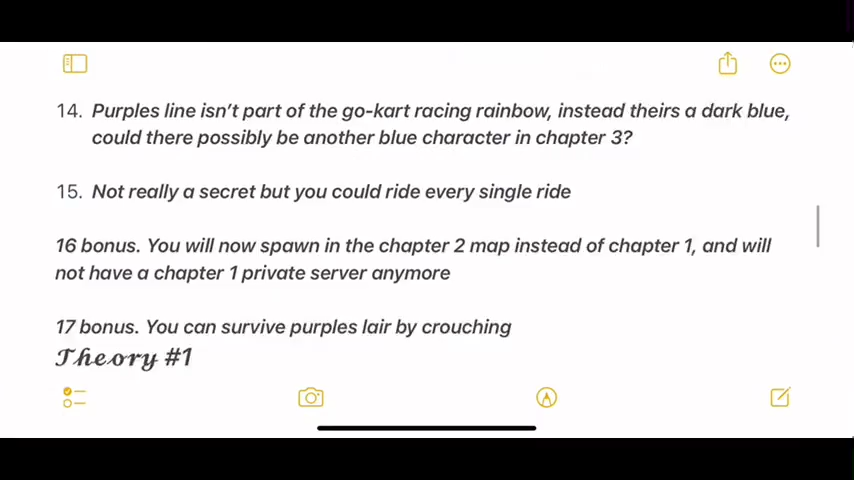 14. Purples line isn't part of the go-kart racing rainbow, instead theirs a dark blue,
could there possibly be another blue character in chapter 3?
15. Not really a secret but you could ride every single ride
16 bonus. You will now spawn in the chapter 2 map instead of chapter 1, and will
not have a chapter 1 private server anymore
17 bonus. You can survive purples lair by crouching
Theory #1